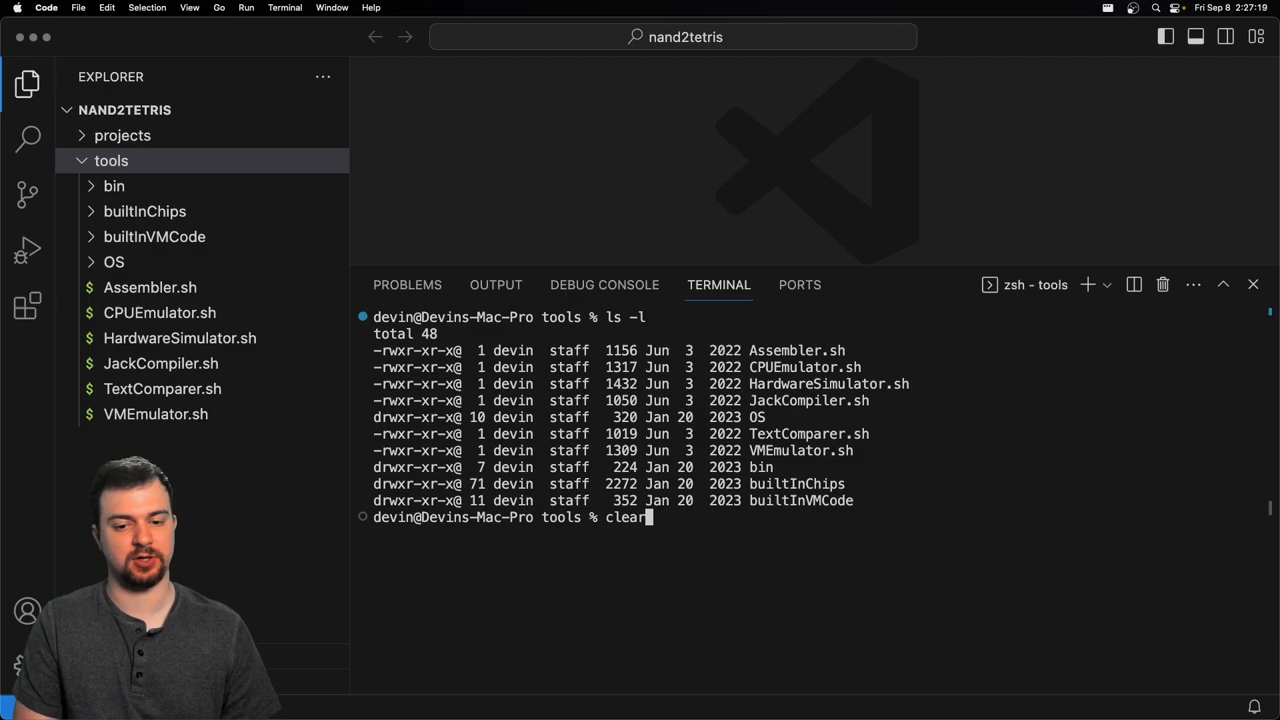 Code File Edit Selection View Go Run Terminal Window Help Fri Sep 8 2:27:19
nand2tetris
EXPLORER
NAND2TETRIS
projects
tools
bin
builtInChips
builtInVMCode
OS
$ Assembler.sh
$ CPUEmulator.sh
$ HardwareSimulator.sh
$ JackCompiler.sh
$ TextComparer.sh
$ VMEmulator.sh
PROBLEMS OUTPUT DEBUG CONSOLE TERMINAL PORTS zsh - tools
devin@Devins-Mac-Pro tools % ls -l
total 48
-rwxr-xr-x@ 1 devin staff 1156 Jun 3 2022 Assembler.sh
-rwxr-xr-x@ 1 devin staff 1317 Jun 3 2022 CPUEmulator.sh
-rwxr-xr-x@ 1 devin staff 1432 Jun 3 2022 HardwareSimulator.sh
-rwxr-xr-x@ 1 devin staff 1050 Jun 3 2022 JackCompiler.sh
drwxr-xr-x@ 10 devin staff 320 Jan 20 2023 OS
-rwxr-xr-x@ 1 devin staff 1019 Jun 3 2022 TextComparer.sh
-rwxr-xr-x@ 1 devin staff 1309 Jun 3 2022 VMEmulator.sh
drwxr-xr-x@ 7 devin staff 224 Jan 20 2023 bin
drwxr-xr-x@ 71 devin staff 2272 Jan 20 2023 builtInChips
drwxr-xr-x@ 11 devin staff 352 Jan 20 2023 builtInVMCode
devin@Devins-Mac-Pro tools % clear